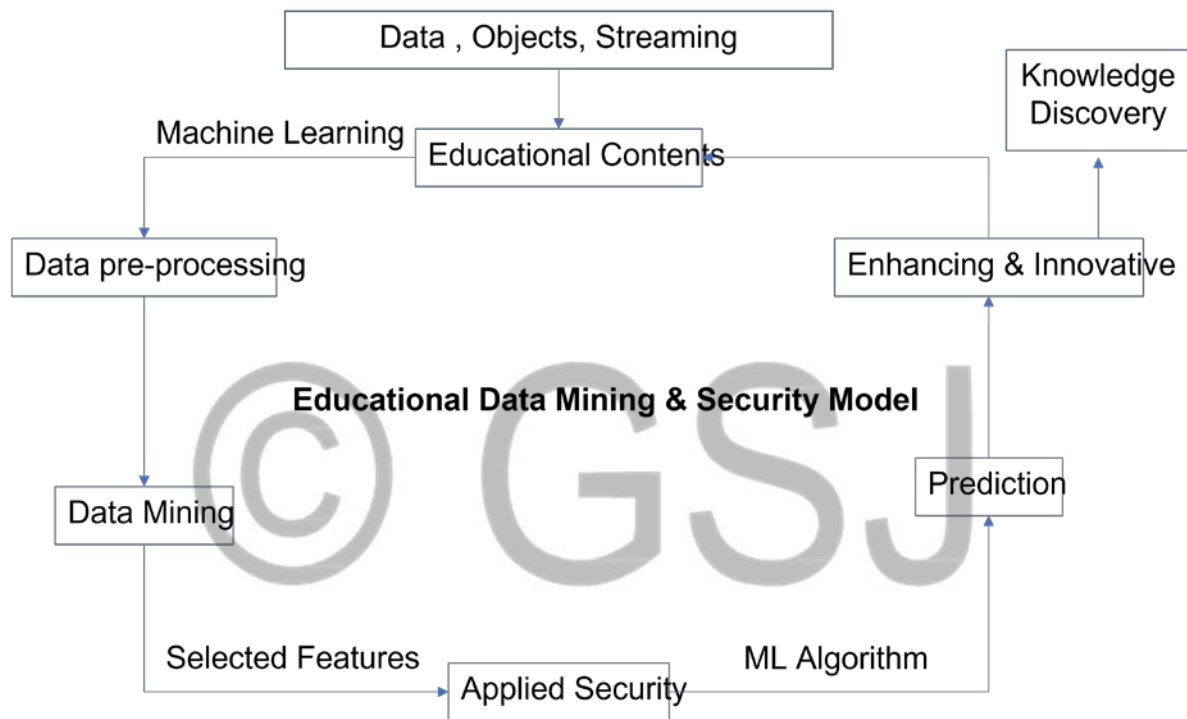 Data , Objects, Streaming
Knowledge
Discovery
Machine Learning
Educational Contents
Data pre-processing
Enhancing & Innovative
Educational Data Mining & Security Model
© GSJ
Prediction
Data Mining
Selected Features
ML Algorithm
Applied Security